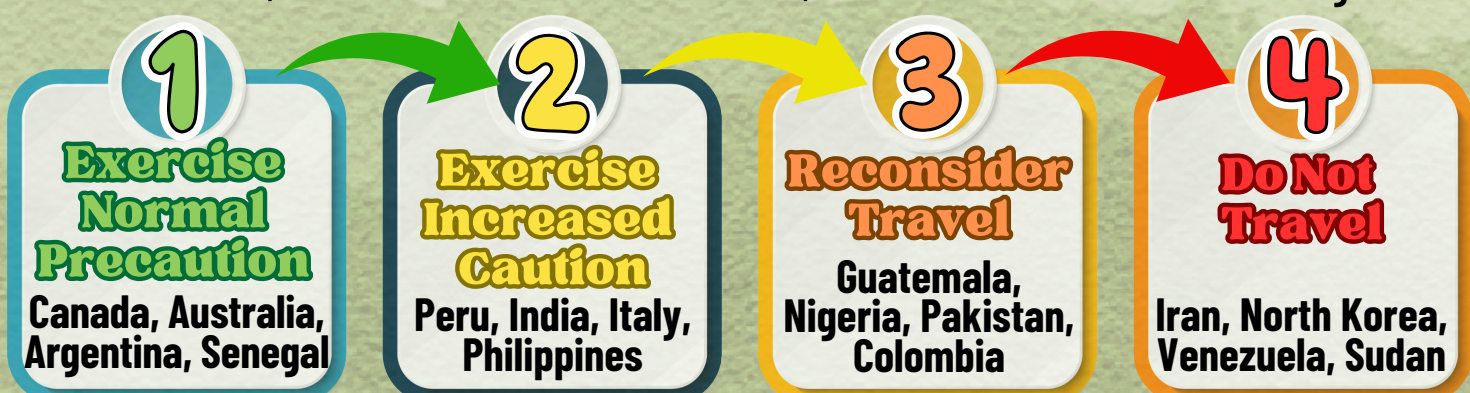 1
Exercise
Normal
Precaution
Canada, Australia,
Argentina, Senegal
2
Exercise
Increased
Caution
Peru, India, Italy,
Philippines
3
Reconsider
Travel
Guatemala,
Nigeria, Pakistan,
Colombia
4
Do Not
Travel
Iran, North Korea,
Venezuela, Sudan